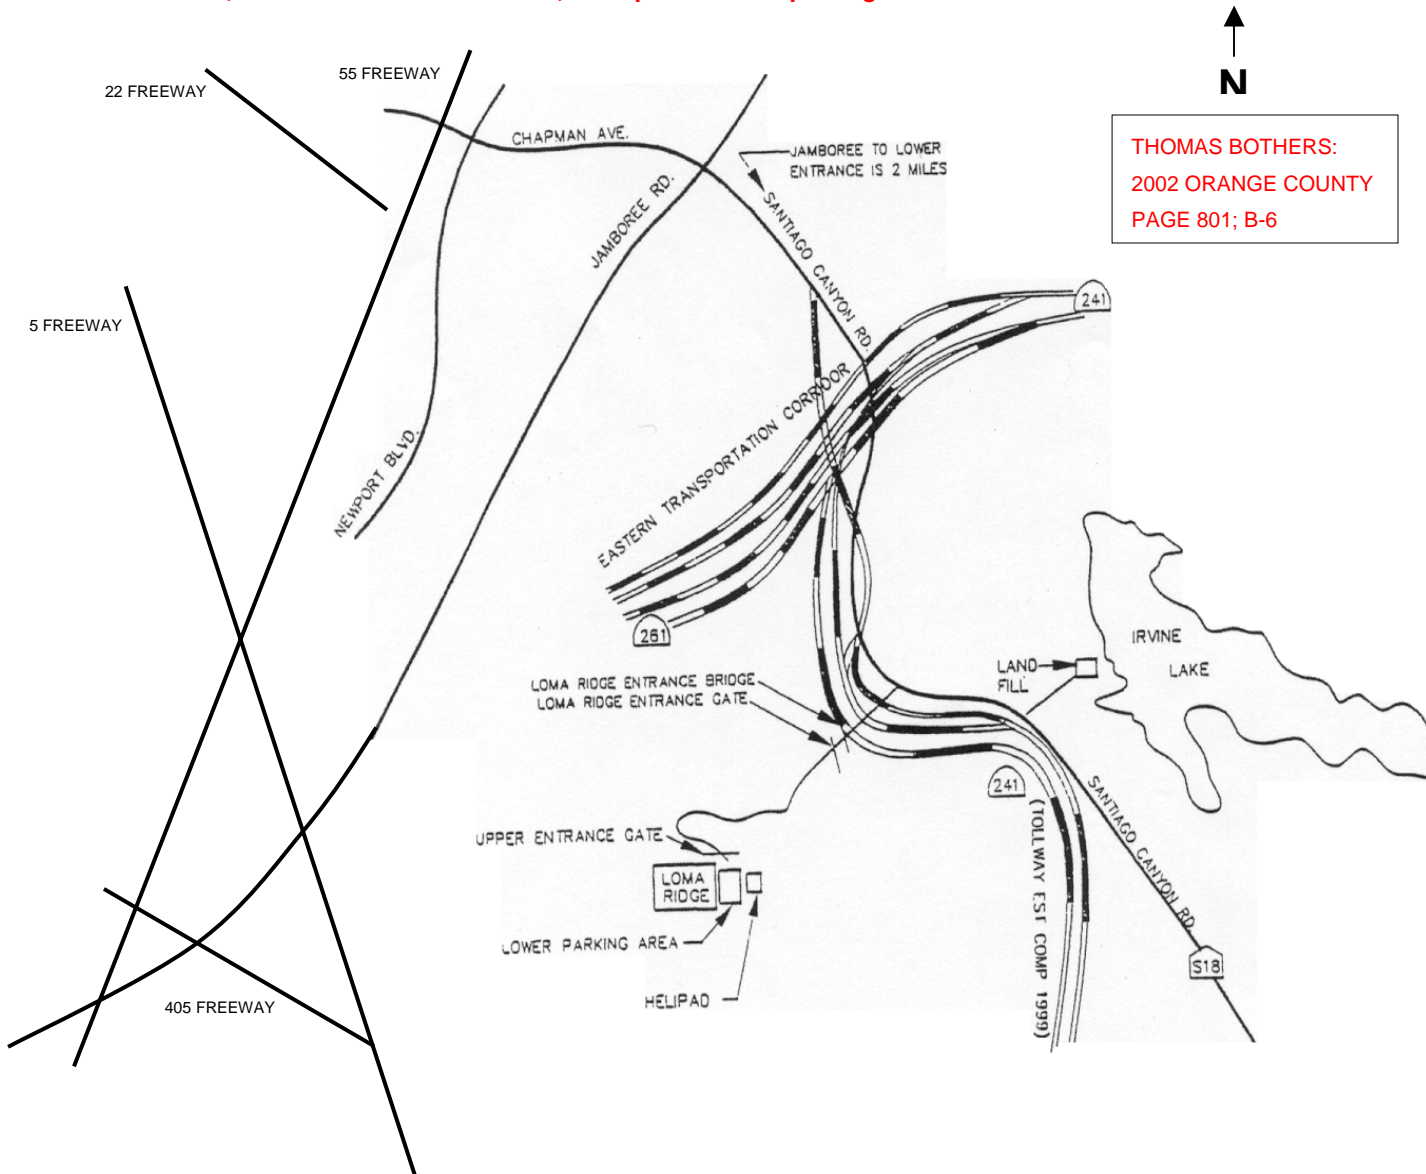 N
55 FREEWAY
22 FREEWAY
CHAPMAN AVE.
JAMBOREE TO LOWER
ENTRANCE IS 2 MILES
THOMAS BOTHERS:
2002 ORANGE COUNTY
PAGE 801; B-6
JAMBOREE RD.
SANTIAGO CANYON RD.
241
5 FREEWAY
EASTERN TRANSPORTATION CORRIDOR
NEWPORT BLVD.
261
IRVINE
LAKE
LAND
FILL
LOMA RIDGE ENTRANCE BRIDGE
LOMA RIDGE ENTRANCE GATE
241
SANTIAGO CANYON RD.
(TOLLWAY EST COMP 1999)
UPPER ENTRANCE GATE
LOMA
RIDGE
LOWER PARKING AREA
S18
HELIPAD
405 FREEWAY